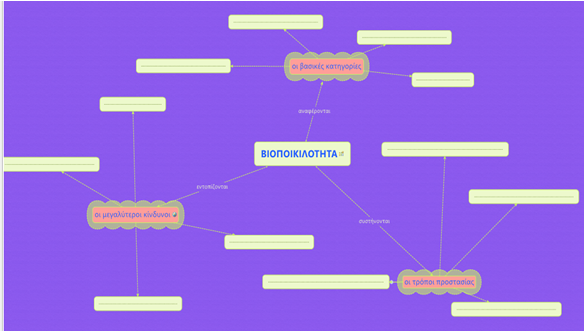 οι βασικές κατηγορίες
αναφέρονται
ΒΙΟΠΟΙΚΙΛΟΤΗΤΑ
εντοπίζονται
οι μεγαλύτεροι κίνδυνοι
συστήνονται
οι τρόποι προστασίας